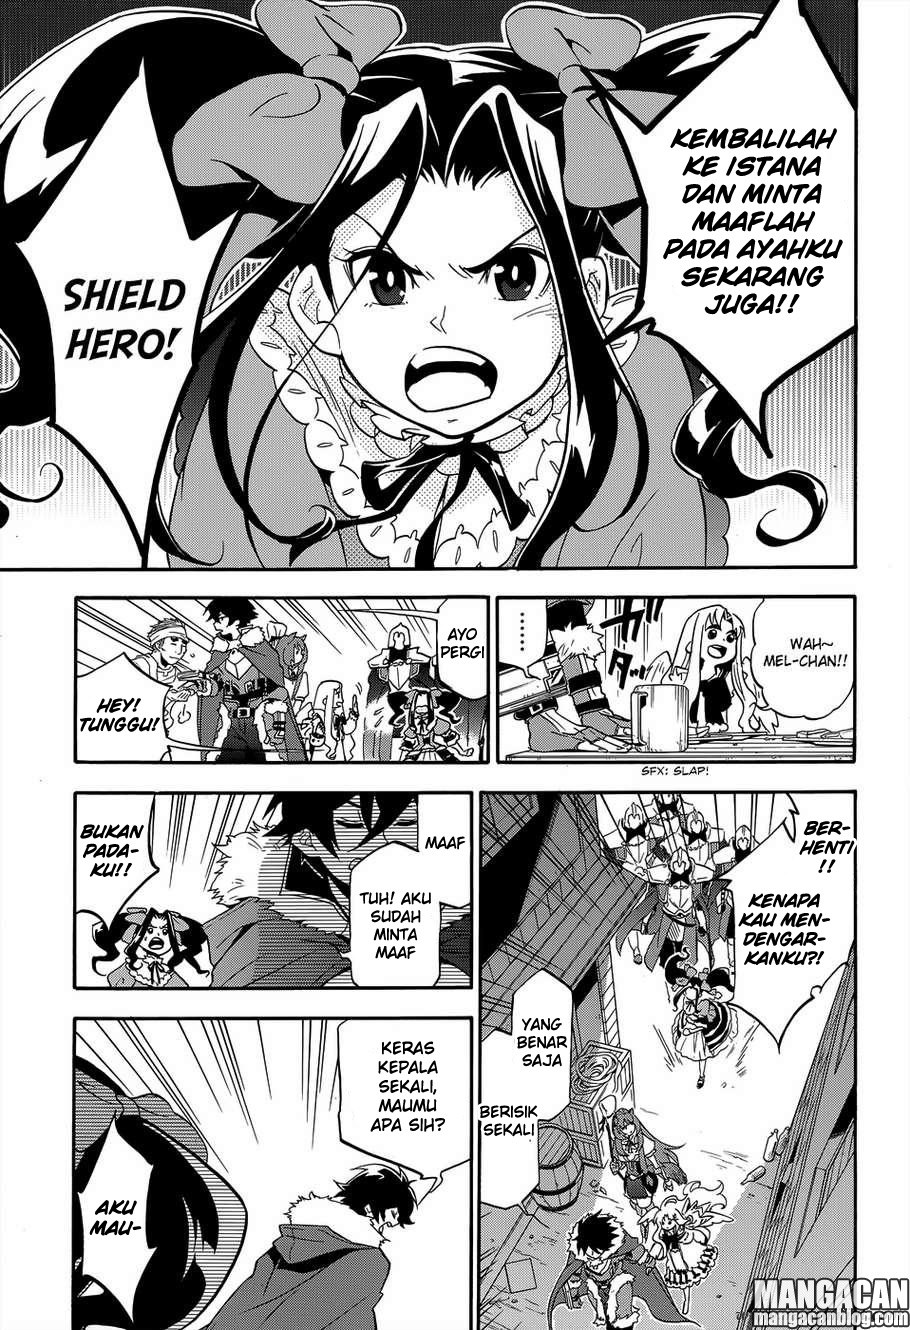 KEMBALILAH
KE ISTANA
DAN MINTA
MAAFLAH
PADA AYAHKU
SEKARANG
JUGA!!
SHIELD
HERO!
WAH~
MEL-CHAN!!
SFX: SLAP!
AYO
PERGI
HEY!
TUNGGU!
BER-
HENTI
!!
KENAPA
KAU MEN-
DENGAR-
KANKU?!
YANG
BENAR
SAJA
BERISIK
SEKALI
MAAF
TUH! AKU
SUDAH
MINTA
MAAF
BUKAN
PADA-
KU!!
KERAS
KEPALA
SEKALI,
MAUMU
APA SIH?
AKU
MAU-
MANGACAN
mangacanblog.com